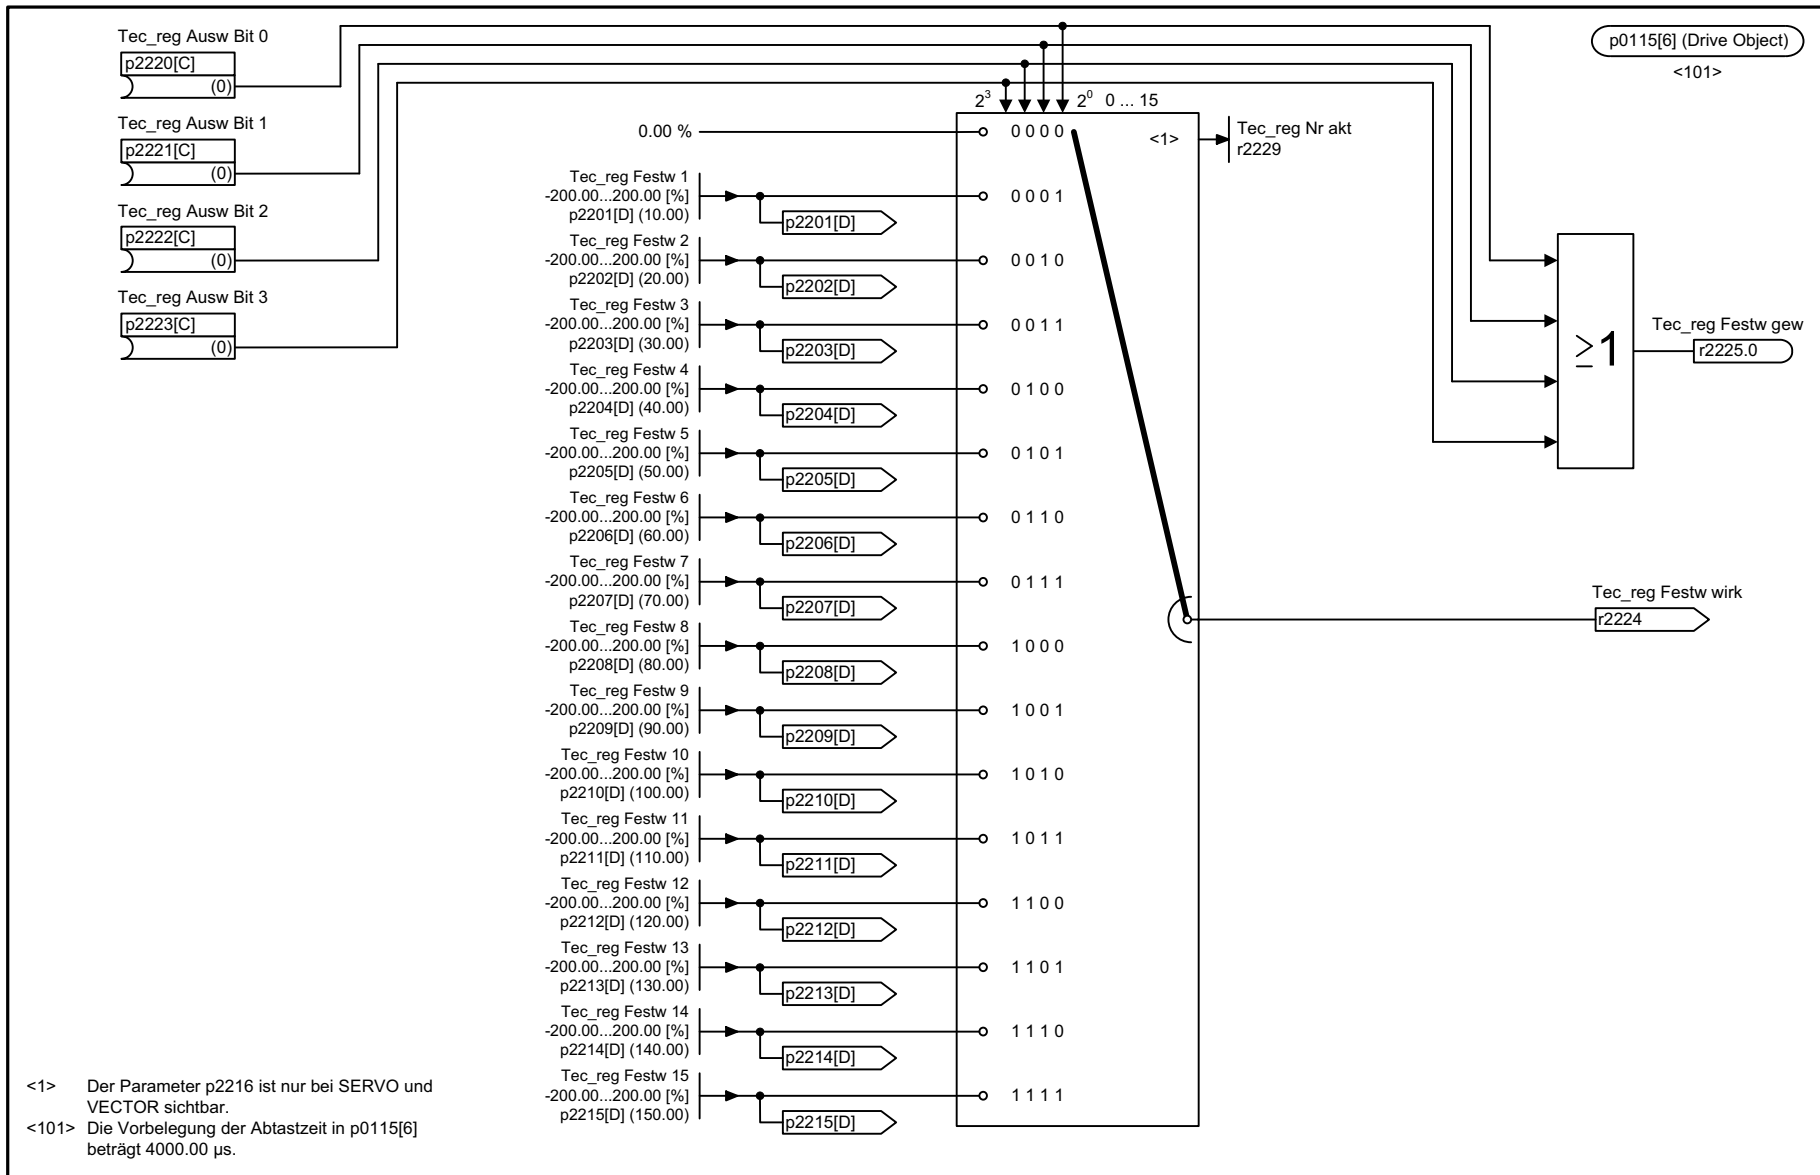 Tec_reg Ausw Bit 0
p2220[C]
(0)
Tec_reg Ausw Bit 1
p2221[C]
(0)
Tec_reg Ausw Bit 2
p2222[C]
(0)
Tec_reg Ausw Bit 3
p2223[C]
(0)
p0115[6] (Drive Object)
<101>
2³ 2⁰ 0 ... 15
0.00 % 0 0 0 0
<1>
Tec_reg Nr akt
r2229
Tec_reg Festw 1
-200.00...200.00 [%] 0 0 0 1
p2201[D] (10.00) p2201[D]
Tec_reg Festw 2
-200.00...200.00 [%] 0 0 1 0
p2202[D] (20.00) p2202[D]
Tec_reg Festw 3
-200.00...200.00 [%] 0 0 1 1
p2203[D] (30.00) p2203[D]
Tec_reg Festw 4
-200.00...200.00 [%] 0 1 0 0
p2204[D] (40.00) p2204[D]
Tec_reg Festw 5
-200.00...200.00 [%] 0 1 0 1
p2205[D] (50.00) p2205[D]
Tec_reg Festw 6
-200.00...200.00 [%] 0 1 1 0
p2206[D] (60.00) p2206[D]
Tec_reg Festw 7
-200.00...200.00 [%] 0 1 1 1
p2207[D] (70.00) p2207[D]
Tec_reg Festw 8
-200.00...200.00 [%] 1 0 0 0
p2208[D] (80.00) p2208[D]
Tec_reg Festw 9
-200.00...200.00 [%] 1 0 0 1
p2209[D] (90.00) p2209[D]
Tec_reg Festw 10
-200.00...200.00 [%] 1 0 1 0
p2210[D] (100.00) p2210[D]
Tec_reg Festw 11
-200.00...200.00 [%] 1 0 1 1
p2211[D] (110.00) p2211[D]
Tec_reg Festw 12
-200.00...200.00 [%] 1 1 0 0
p2212[D] (120.00) p2212[D]
Tec_reg Festw 13
-200.00...200.00 [%] 1 1 0 1
p2213[D] (130.00) p2213[D]
Tec_reg Festw 14
-200.00...200.00 [%] 1 1 1 0
p2214[D] (140.00) p2214[D]
Tec_reg Festw 15
-200.00...200.00 [%] 1 1 1 1
p2215[D] (150.00) p2215[D]
≥1
Tec_reg Festw gew
r2225.0
Tec_reg Festw wirk
r2224
<1> Der Parameter p2216 ist nur bei SERVO und
VECTOR sichtbar.
<101> Die Vorbelegung der Abtastzeit in p0115[6]
beträgt 4000.00 µs.